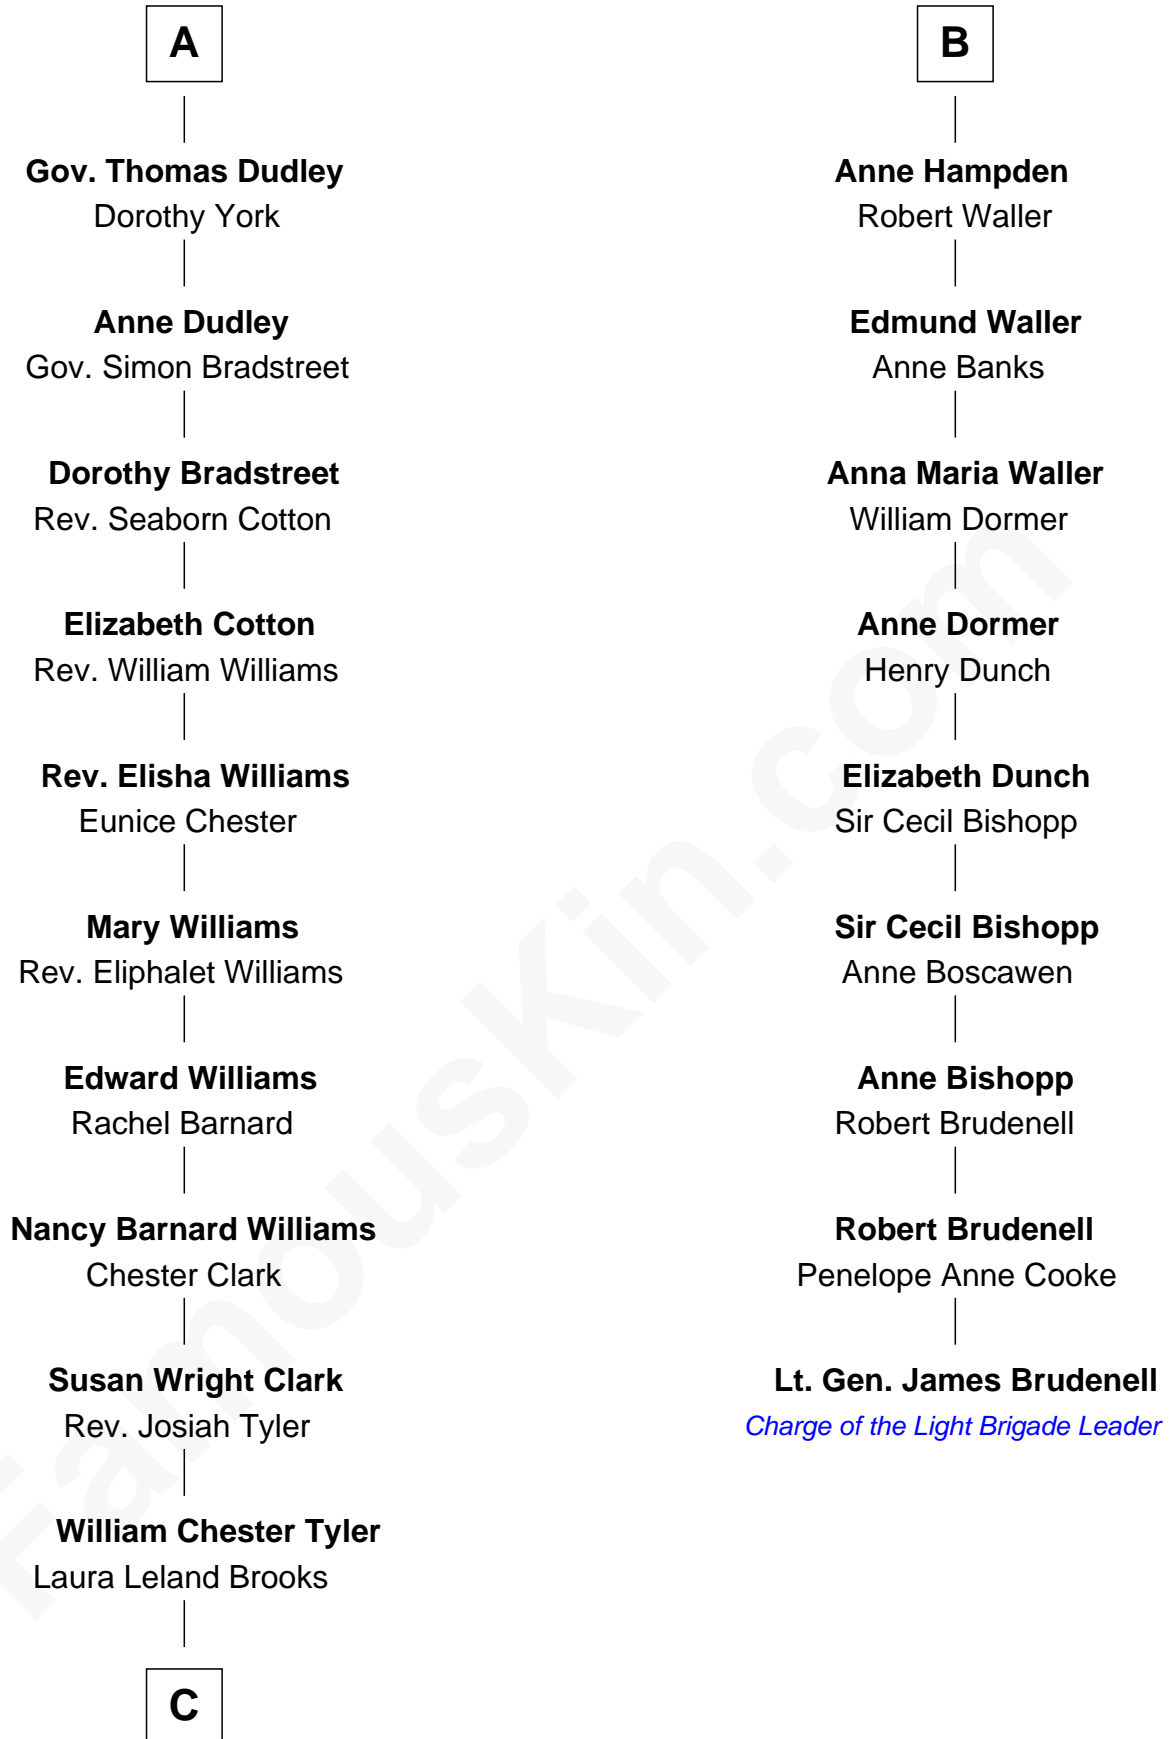 A
Gov. Thomas Dudley
Dorothy York
Anne Dudley
Gov. Simon Bradstreet
Dorothy Bradstreet
Rev. Seaborn Cotton
Elizabeth Cotton
Rev. William Williams
Rev. Elisha Williams
Eunice Chester
Mary Williams
Rev. Eliphalet Williams
Edward Williams
Rachel Barnard
Nancy Barnard Williams
Chester Clark
Susan Wright Clark
Rev. Josiah Tyler
William Chester Tyler
Laura Leland Brooks
C
B
Anne Hampden
Robert Waller
Edmund Waller
Anne Banks
Anna Maria Waller
William Dormer
Anne Dormer
Henry Dunch
Elizabeth Dunch
Sir Cecil Bishopp
Sir Cecil Bishopp
Anne Boscawen
Anne Bishopp
Robert Brudenell
Robert Brudenell
Penelope Anne Cooke
Lt. Gen. James Brudenell
Charge of the Light Brigade Leader
FamousKin.com